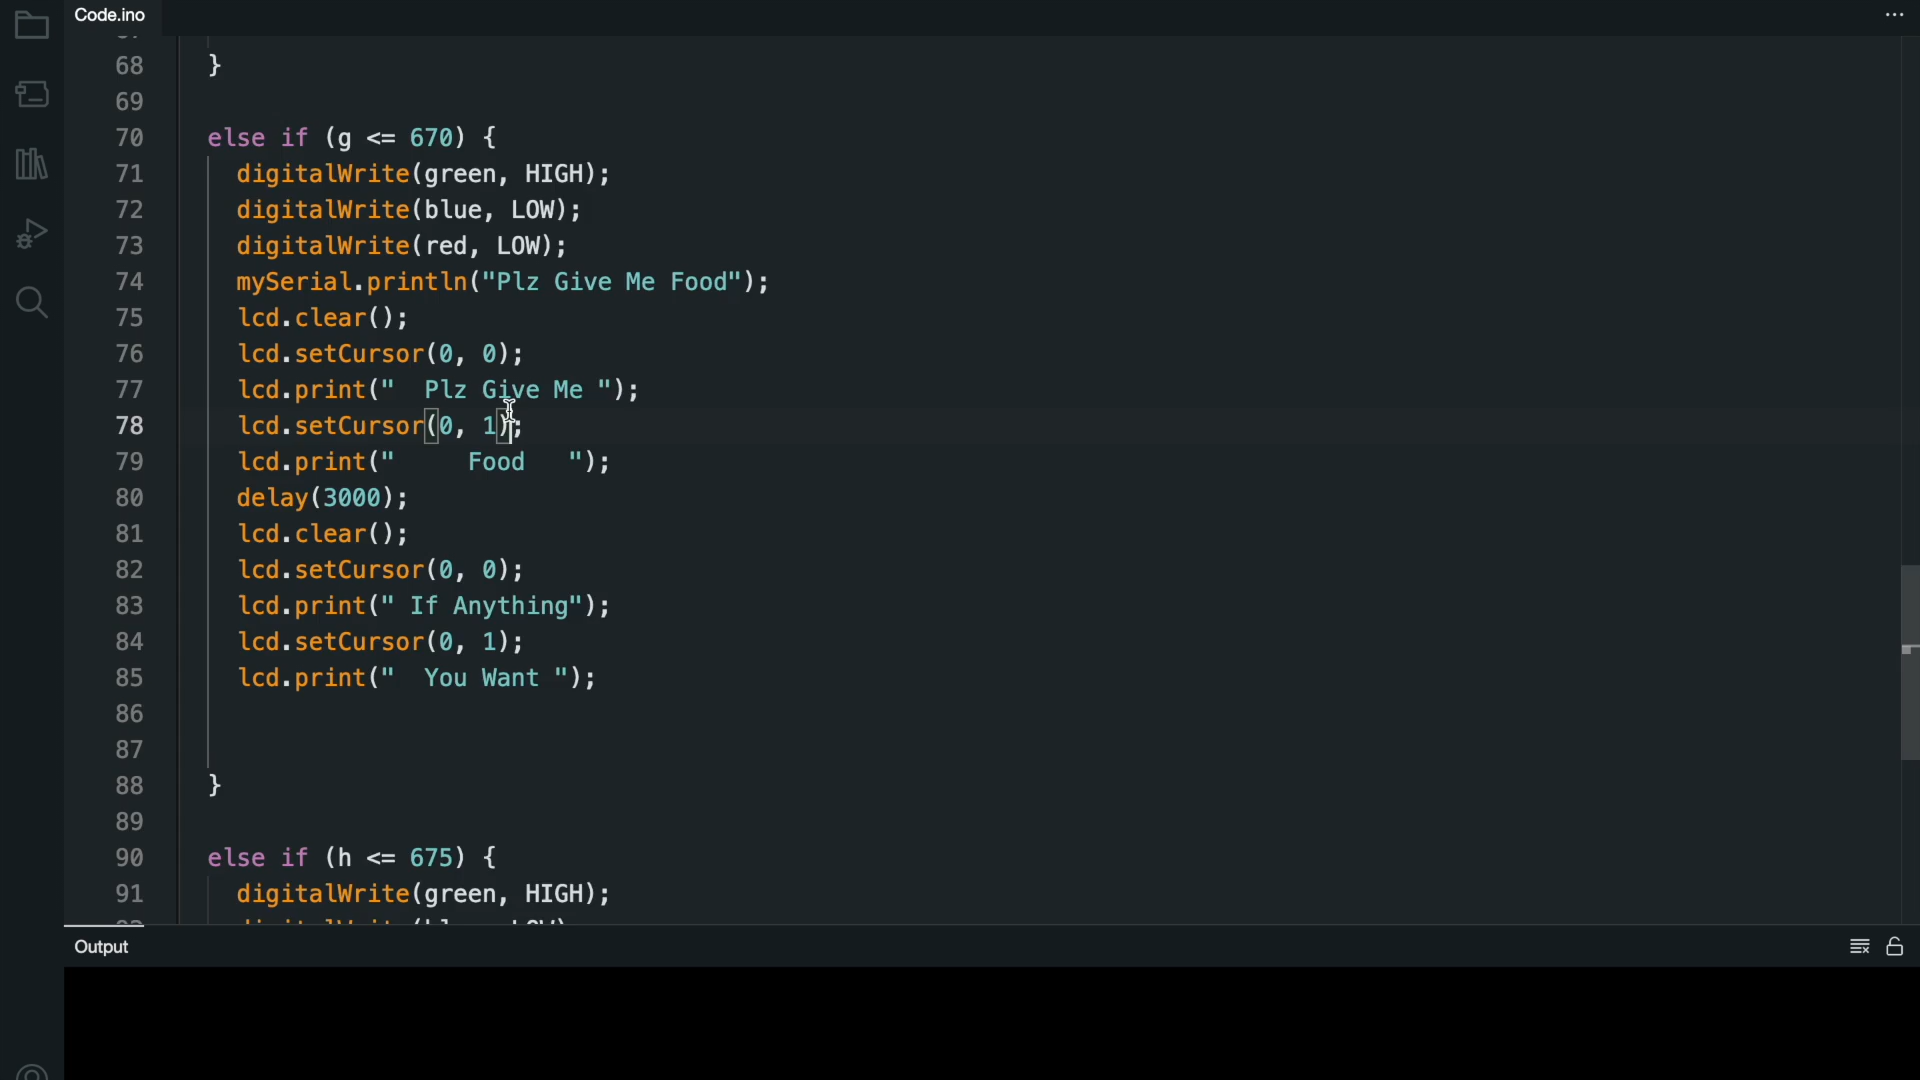 Code.ino
68 }
69
70 else if (g <= 670) {
71 digitalWrite(green, HIGH);
72 digitalWrite(blue, LOW);
73 digitalWrite(red, LOW);
74 mySerial.println("Plz Give Me Food");
75 lcd.clear();
76 lcd.setCursor(0, 0);
77 lcd.print("  Plz Give Me ");
78 lcd.setCursor(0, 1);
79 lcd.print("     Food   ");
80 delay(3000);
81 lcd.clear();
82 lcd.setCursor(0, 0);
83 lcd.print(" If Anything");
84 lcd.setCursor(0, 1);
85 lcd.print("  You Want ");
86
87
88 }
89
90 else if (h <= 675) {
91 digitalWrite(green, HIGH);
Output